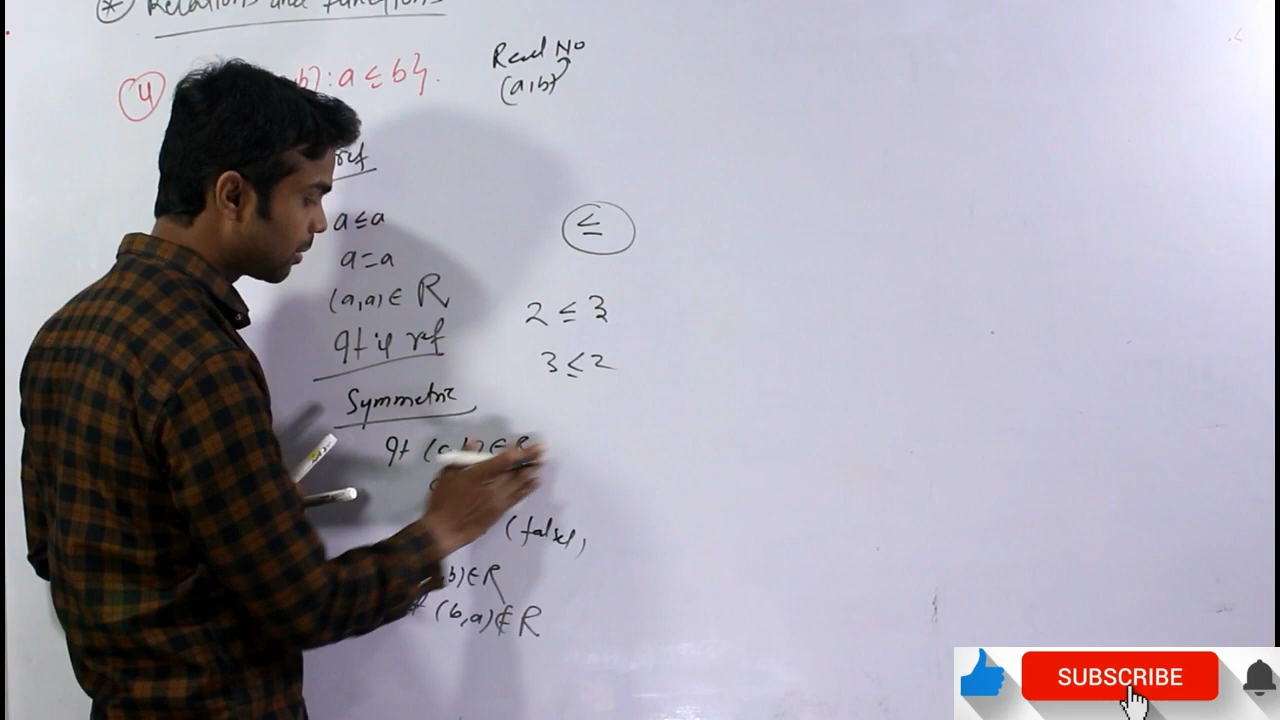 * Relations and functions
4 b) : a ≤ b}.
Real No
(a,b)
ref
a ≤ a
a = a
(a,a) ∈ R
It is ref
≤
2 ≤ 3
3 ≤ 2
Symmetric
If ∈ R
(false)
b) ∈ R
(b,a) ∉ R
SUBSCRIBE